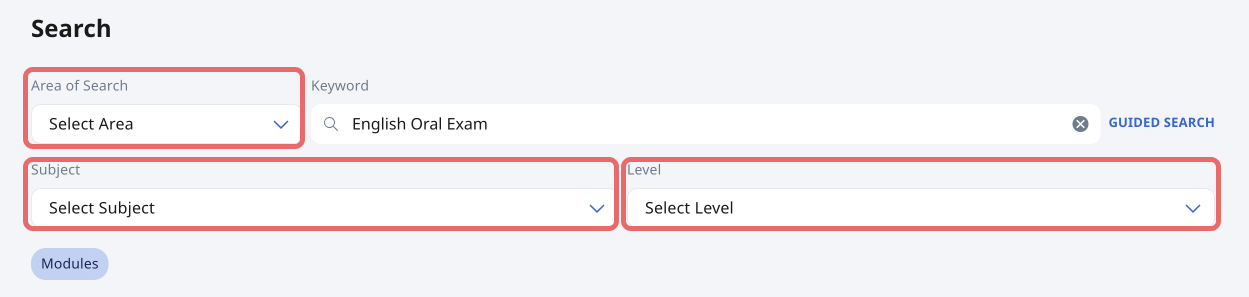 Search
Area of Search
Keyword
Select Area
English Oral Exam
GUIDED SEARCH
Subject
Level
Select Subject
Select Level
Modules